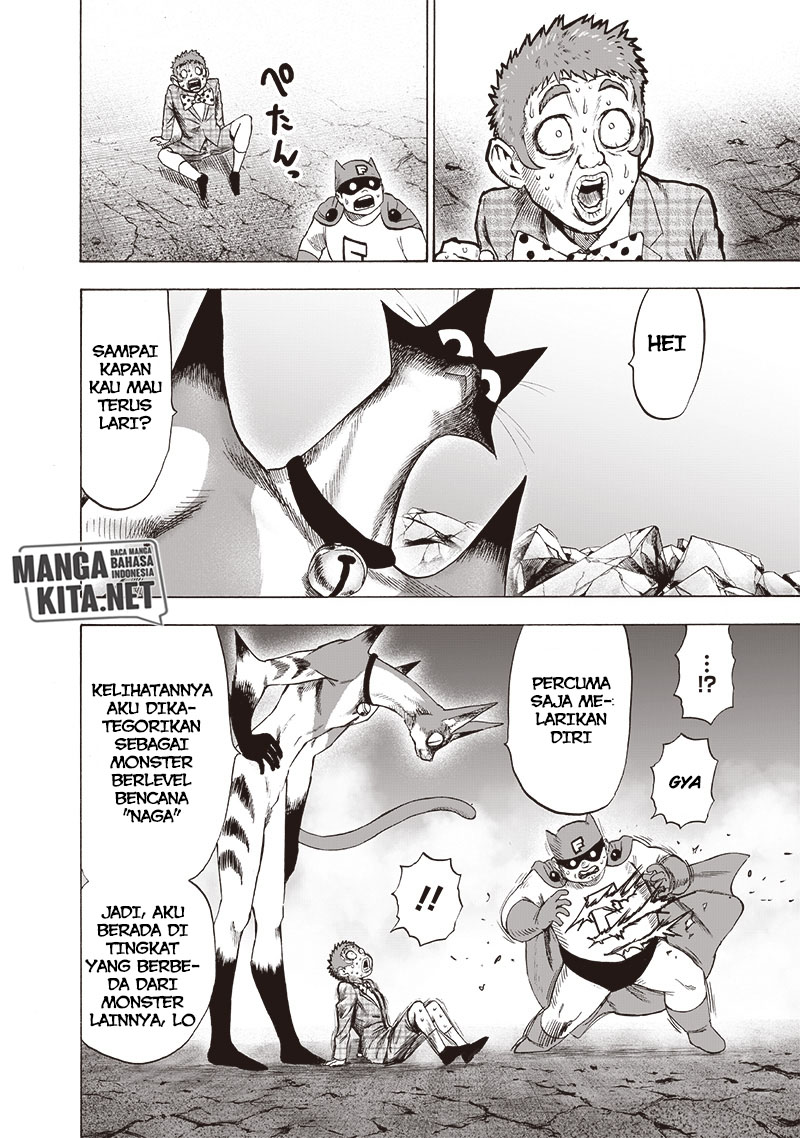 ぺたんっ
F
F
HEI
SAMPAI
KAPAN
KAU MAU
TERUS
LARI?
MANGA
KITA.NET
BACA MANGA
BAHASA
INDONESIA
...
!?
GYA
PERCUMA
SAJA ME-
LARIKAN
DIRI
F
F
!!
KELIHATANNYA
AKU DIKA-
TEGORIKAN
SEBAGAI
MONSTER
BERLEVEL
BENCANA
"NAGA"
JADI, AKU
BERADA DI
TINGKAT
YANG BERBE-
DA DARI
MONSTER
LAINNYA, LO